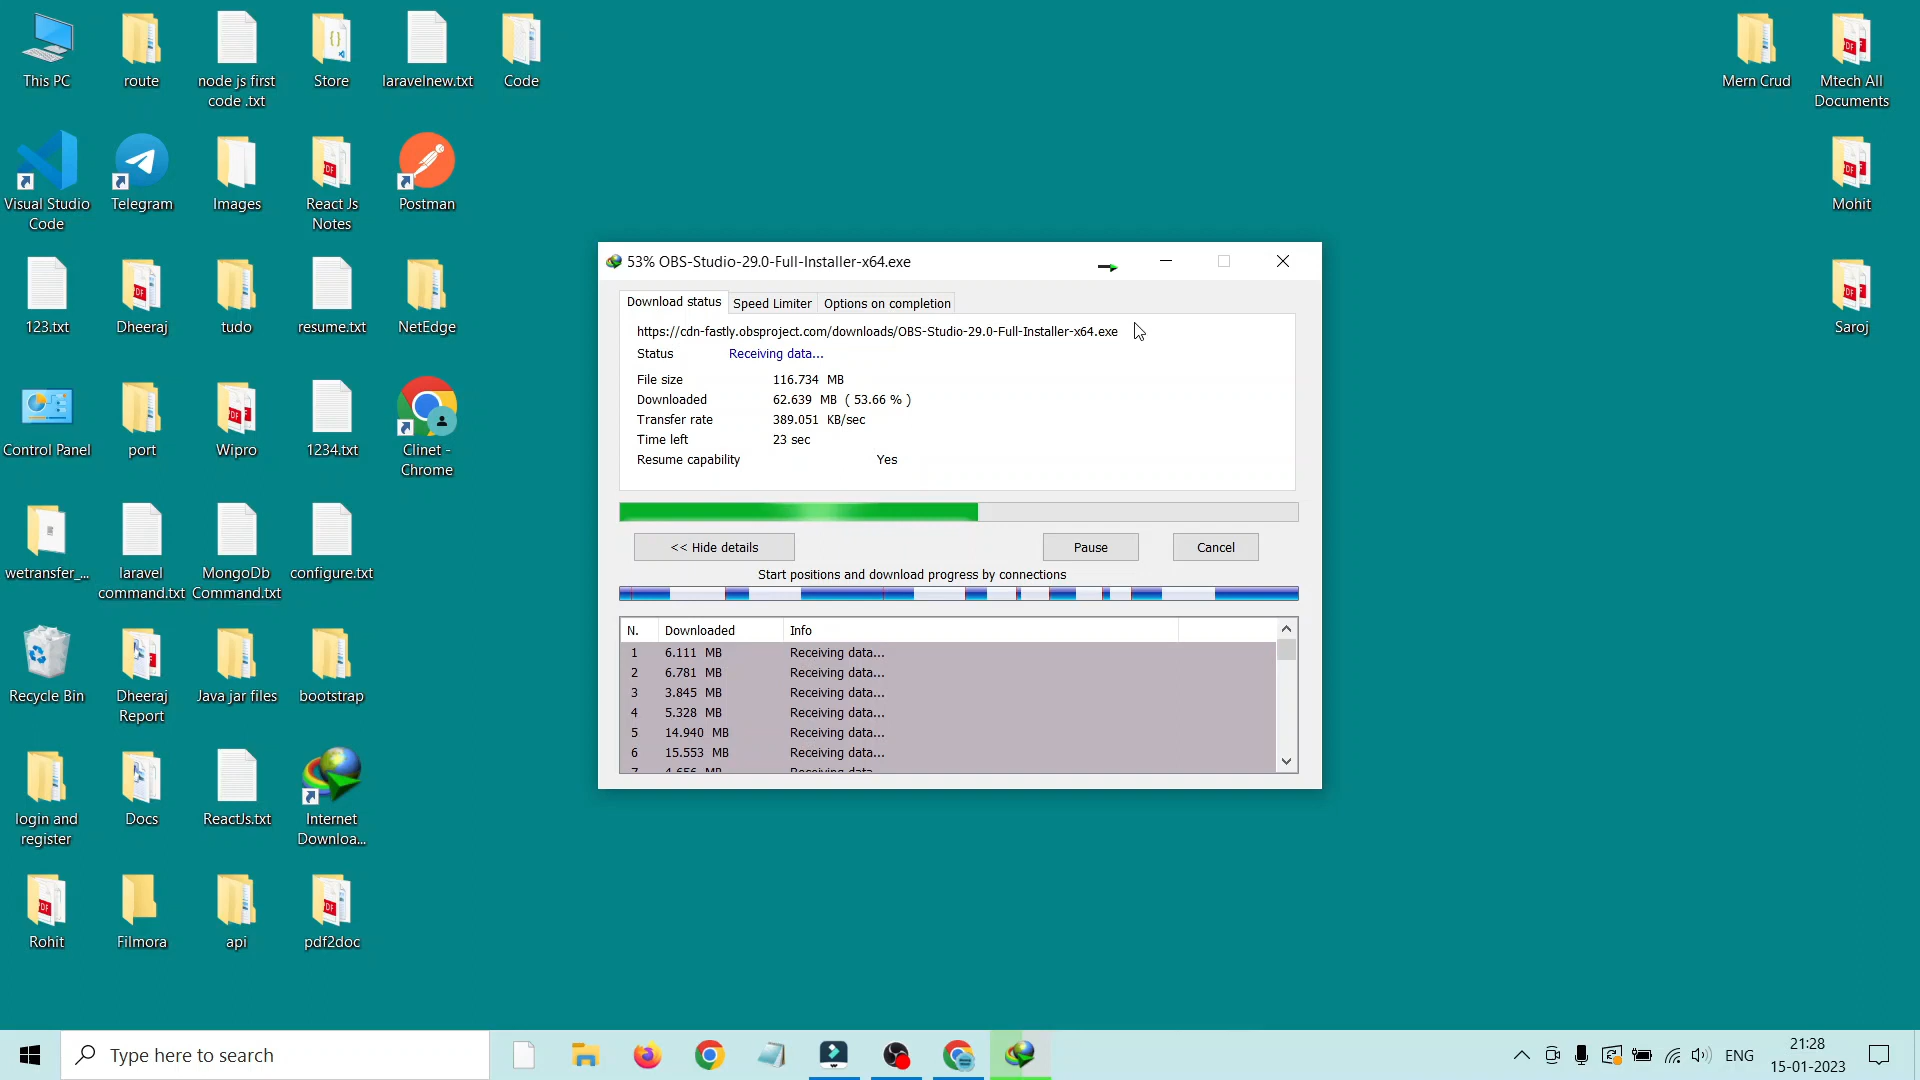 This PC
route
node js first
code .txt
Store
laravelnew.txt
Code
Mern Crud
Mtech All
Documents
Visual Studio
Code
Telegram
Images
React Js
Notes
Postman
Mohit
123.txt
Dheeraj
tudo
resume.txt
NetEdge
Saroj
Control Panel
port
Wipro
1234.txt
Clinet -
Chrome
wetransfer_...
laravel
command.txt
MongoDb
Command.txt
configure.txt
Recycle Bin
Dheeraj
Report
Java jar files
bootstrap
login and
register
Docs
ReactJs.txt
Internet
Downloa...
Rohit
Filmora
api
pdf2doc
53% OBS-Studio-29.0-Full-Installer-x64.exe
Download status
Speed Limiter
Options on completion
https://cdn-fastly.obsproject.com/downloads/OBS-Studio-29.0-Full-Installer-x64.exe
Status Receiving data...
File size 116.734 MB
Downloaded 62.639 MB ( 53.66 % )
Transfer rate 389.051 KB/sec
Time left 23 sec
Resume capability Yes
<< Hide details
Pause
Cancel
Start positions and download progress by connections
N. Downloaded Info
1 6.111 MB Receiving data...
2 6.781 MB Receiving data...
3 3.845 MB Receiving data...
4 5.328 MB Receiving data...
5 14.940 MB Receiving data...
6 15.553 MB Receiving data...
7 4.656 MB Receiving data...
Type here to search
ENG
21:28
15-01-2023